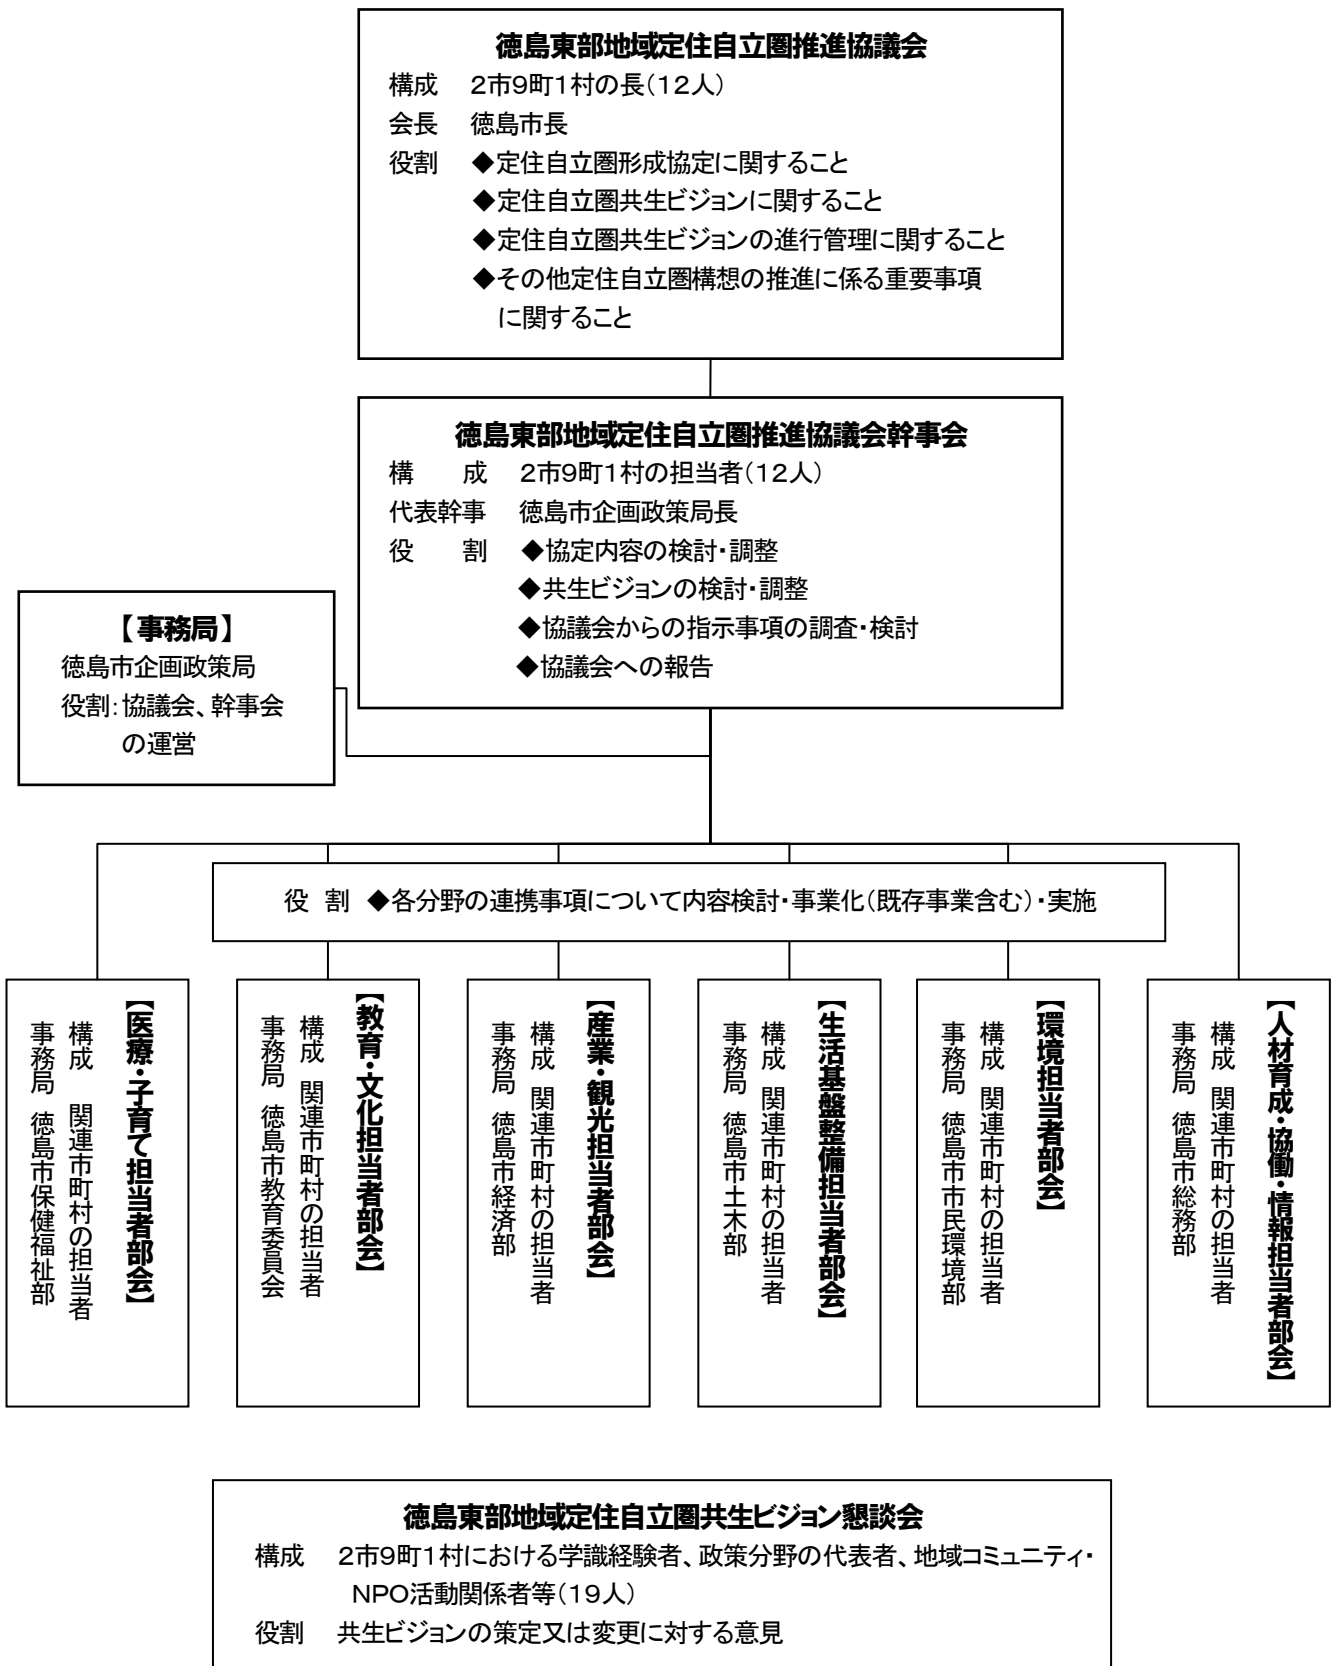 徳島東部地域定住自立圏推進協議会
構成 2市9町1村の長(12人)
会長 徳島市長
役割 ◆定住自立圏形成協定に関すること
◆定住自立圏共生ビジョンに関すること
◆定住自立圏共生ビジョンの進行管理に関すること
◆その他定住自立圏構想の推進に係る重要事項
に関すること
徳島東部地域定住自立圏推進協議会幹事会
構 成 2市9町1村の担当者(12人)
代表幹事 徳島市企画政策局長
役 割 ◆協定内容の検討・調整
◆共生ビジョンの検討・調整
◆協議会からの指示事項の調査・検討
◆協議会への報告
【事務局】
徳島市企画政策局
役割:協議会、幹事会
の運営
役 割 ◆各分野の連携事項について内容検討・事業化(既存事業含む)・実施
【医療・子育て担当者部会】
構成 関連市町村の担当者
事務局 徳島市保健福祉部
【教育・文化担当者部会】
構成 関連市町村の担当者
事務局 徳島市教育委員会
【産業・観光担当者部会】
構成 関連市町村の担当者
事務局 徳島市経済部
【生活基盤整備担当者部会】
構成 関連市町村の担当者
事務局 徳島市土木部
【環境担当者部会】
構成 関連市町村の担当者
事務局 徳島市市民環境部
【人材育成・協働・情報担当者部会】
構成 関連市町村の担当者
事務局 徳島市総務部
徳島東部地域定住自立圏共生ビジョン懇談会
構成 2市9町1村における学識経験者、政策分野の代表者、地域コミュニティ・
NPO活動関係者等(19人)
役割 共生ビジョンの策定又は変更に対する意見